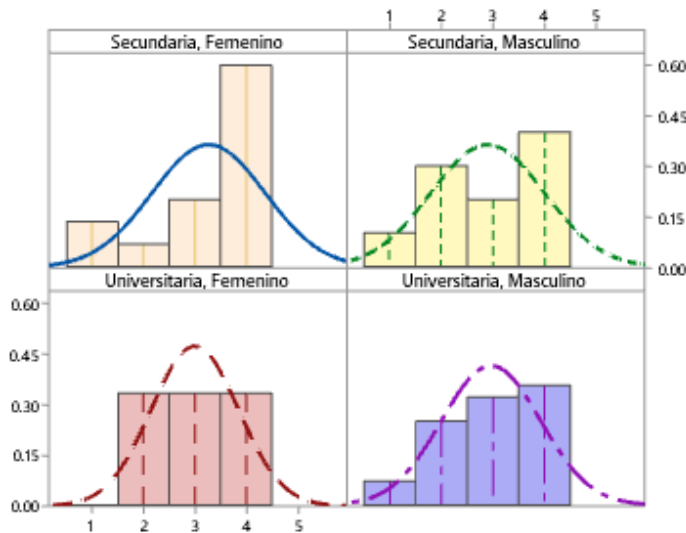 1 2 3 4 5
Secundaria, Femenino
Secundaria, Masculino
0.60
0.45
0.30
0.15
0.00
Universitaria, Femenino
Universitaria, Masculino
0.60
0.45
0.30
0.15
0.00
1 2 3 4 5